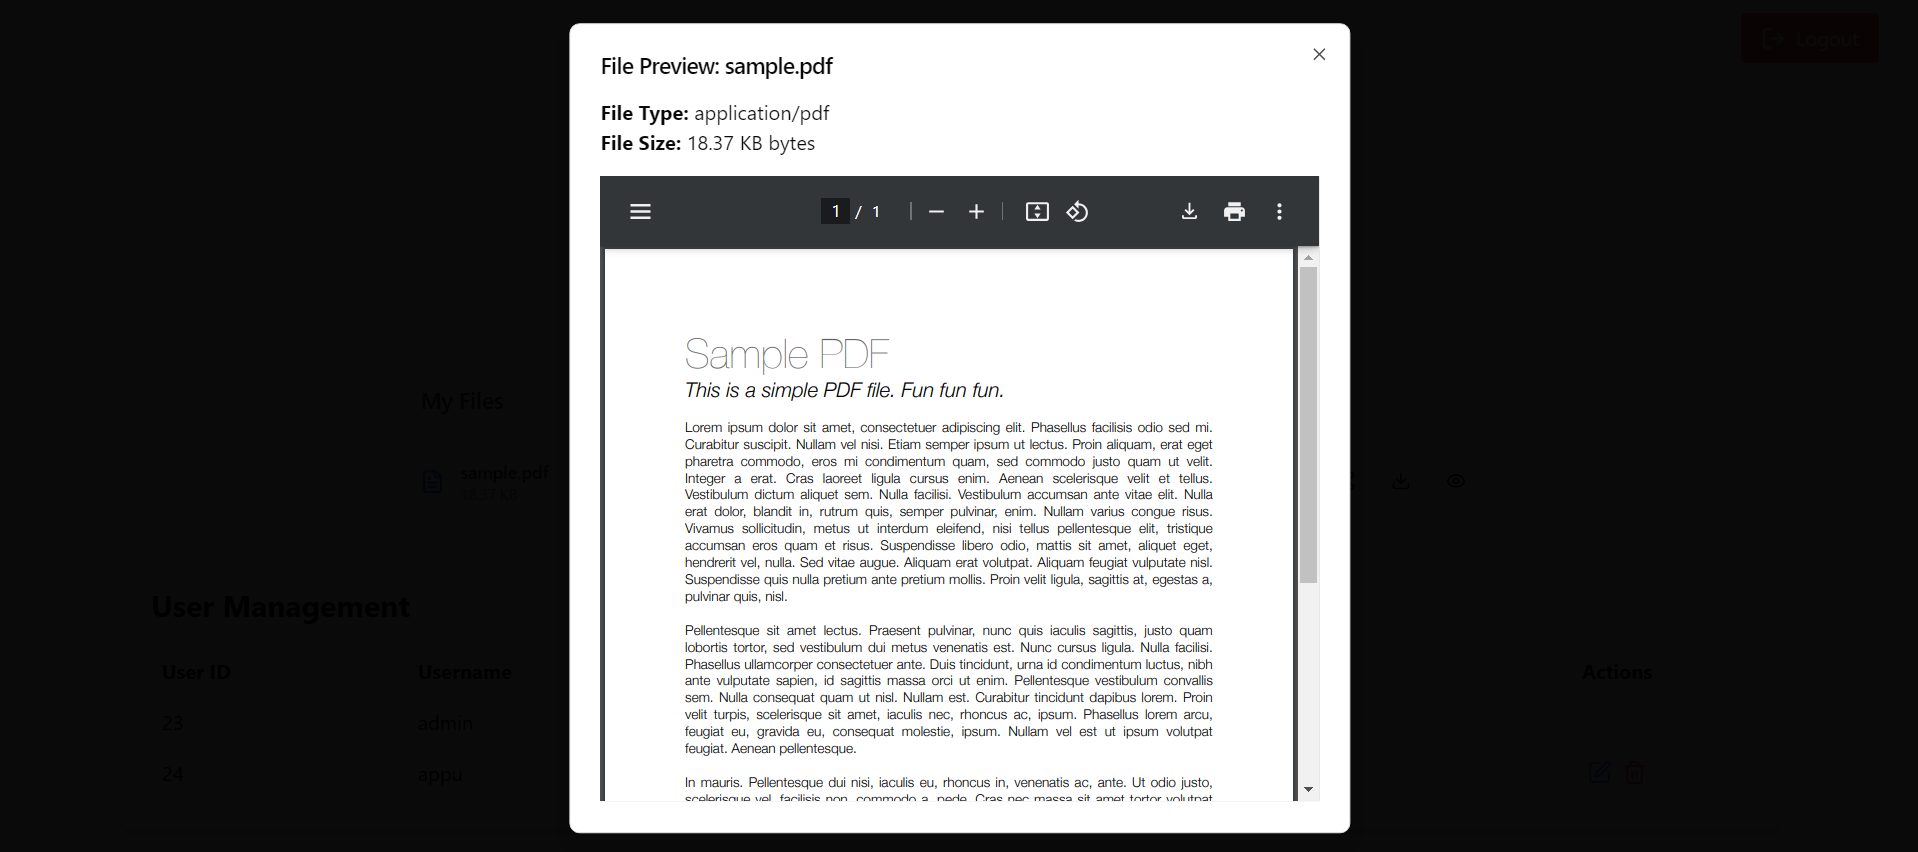 Logout
File Preview: sample.pdf
File Type: application/pdf
File Size: 18.37 KB bytes
1 / 1
Sample PDF
This is a simple PDF file. Fun fun fun.
Lorem ipsum dolor sit amet, consectetuer adipiscing elit. Phasellus facilisis odio sed mi.
Curabitur suscipit. Nullam vel nisi. Etiam semper ipsum ut lectus. Proin aliquam, erat eget
pharetra commodo, eros mi condimentum quam, sed commodo justo quam ut velit.
Integer a erat. Cras laoreet ligula cursus enim. Aenean scelerisque velit et tellus.
Vestibulum dictum aliquet sem. Nulla facilisi. Vestibulum accumsan ante vitae elit. Nulla
erat dolor, blandit in, rutrum quis, semper pulvinar, enim. Nullam varius congue risus.
Vivamus sollicitudin, metus ut interdum eleifend, nisi tellus pellentesque elit, tristique
accumsan eros quam et risus. Suspendisse libero odio, mattis sit amet, aliquet eget,
hendrerit vel, nulla. Sed vitae augue. Aliquam erat volutpat. Aliquam feugiat vulputate nisl.
Suspendisse quis nulla pretium ante pretium mollis. Proin velit ligula, sagittis at, egestas a,
pulvinar quis, nisl.
Pellentesque sit amet lectus. Praesent pulvinar, nunc quis iaculis sagittis, justo quam
lobortis tortor, sed vestibulum dui metus venenatis est. Nunc cursus ligula. Nulla facilisi.
Phasellus ullamcorper consectetuer ante. Duis tincidunt, urna id condimentum luctus, nibh
ante vulputate sapien, id sagittis massa orci ut enim. Pellentesque vestibulum convallis
sem. Nulla consequat quam ut nisl. Nullam est. Curabitur tincidunt dapibus lorem. Proin
velit turpis, scelerisque sit amet, iaculis nec, rhoncus ac, ipsum. Phasellus lorem arcu,
feugiat eu, gravida eu, consequat molestie, ipsum. Nullam vel est ut ipsum volutpat
feugiat. Aenean pellentesque.
In mauris. Pellentesque dui nisi, iaculis eu, rhoncus in, venenatis ac, ante. Ut odio justo,
scelerisque vel, facilisis non, commodo a, pede. Cras nec massa sit amet tortor volutpat
My Files
sample.pdf
18.37 KB
User Management
User ID Username Actions
23 admin
24 appu